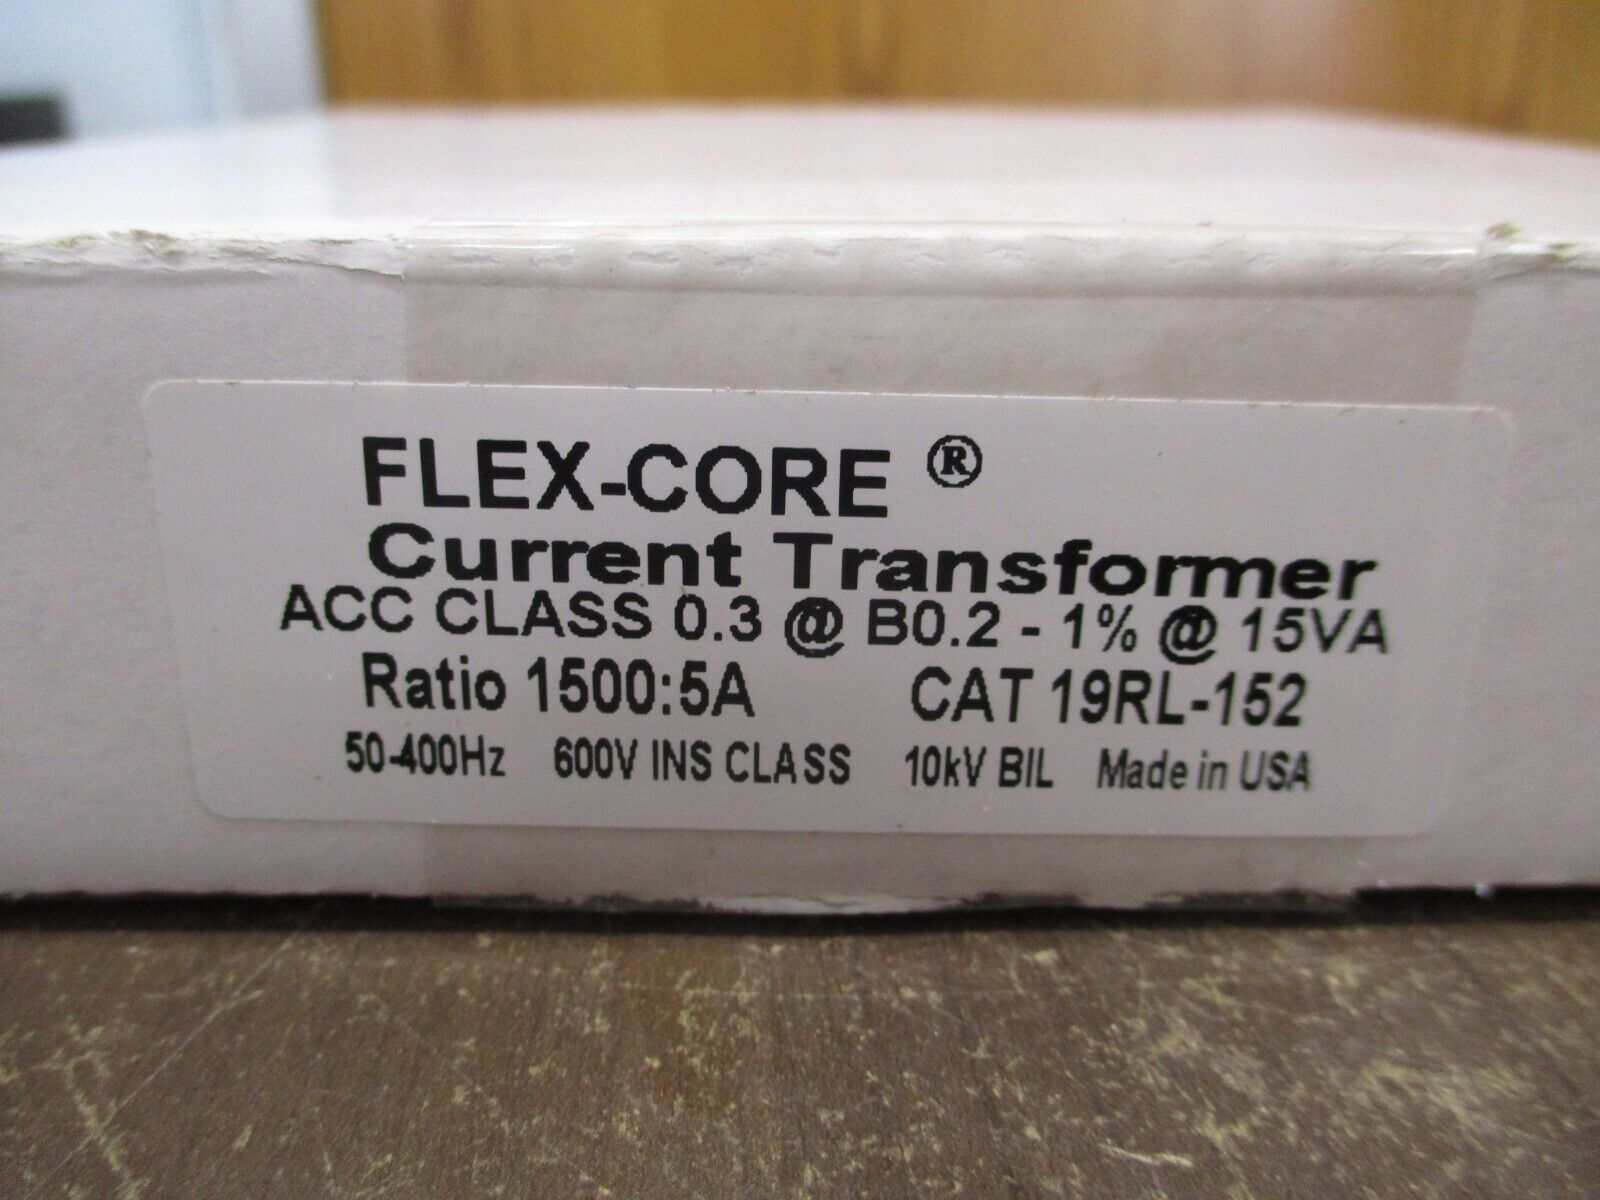 FLEX-CORE ®
Current Transformer
ACC CLASS 0.3 @ B0.2 - 1% @ 15VA
Ratio 1500:5A CAT 19RL-152
50-400Hz 600V INS CLASS 10kV BIL Made in USA